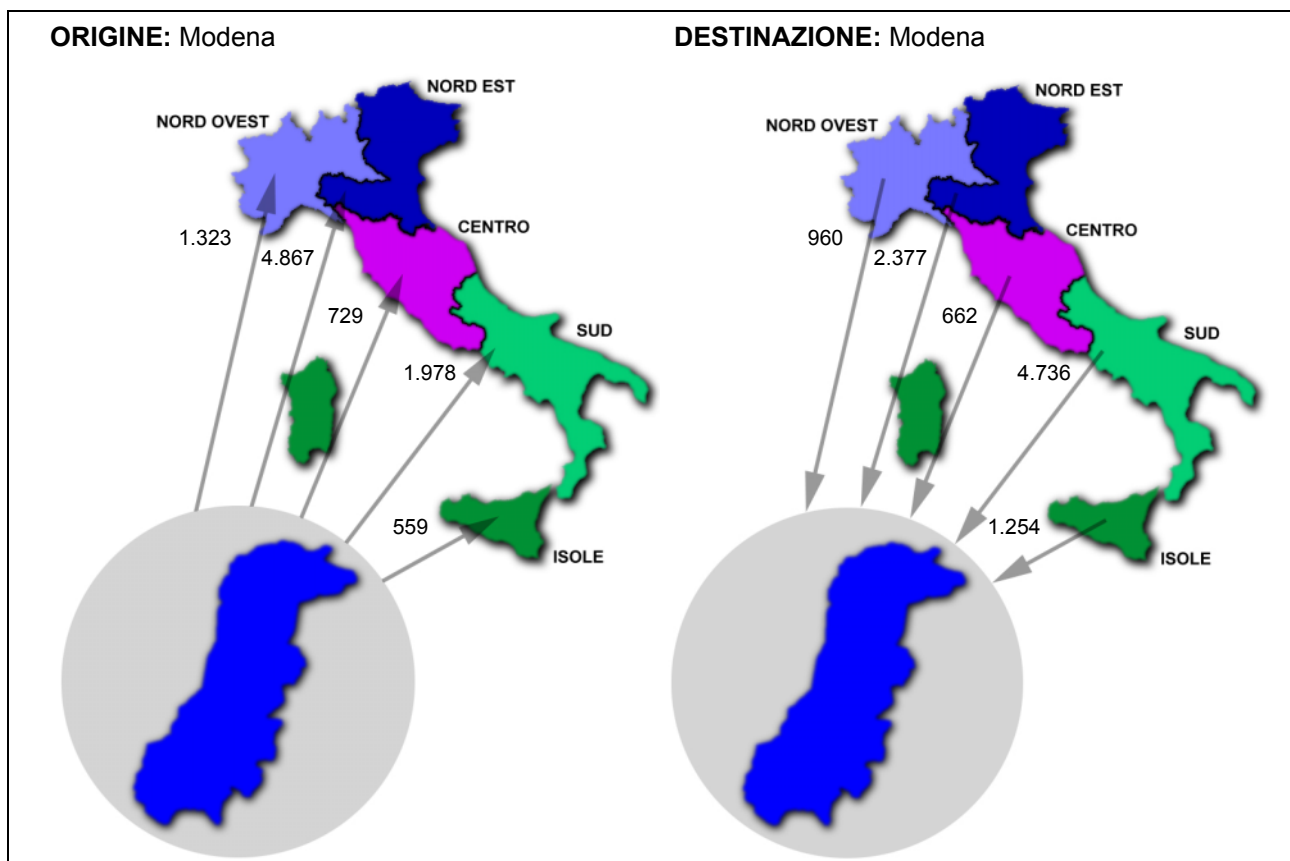 ORIGINE: Modena
NORD EST
NORD OVEST
CENTRO
1.323
4.867
729
SUD
1.978
559
ISOLE
DESTINAZIONE: Modena
NORD EST
NORD OVEST
CENTRO
960
2.377
662
SUD
4.736
1.254
ISOLE